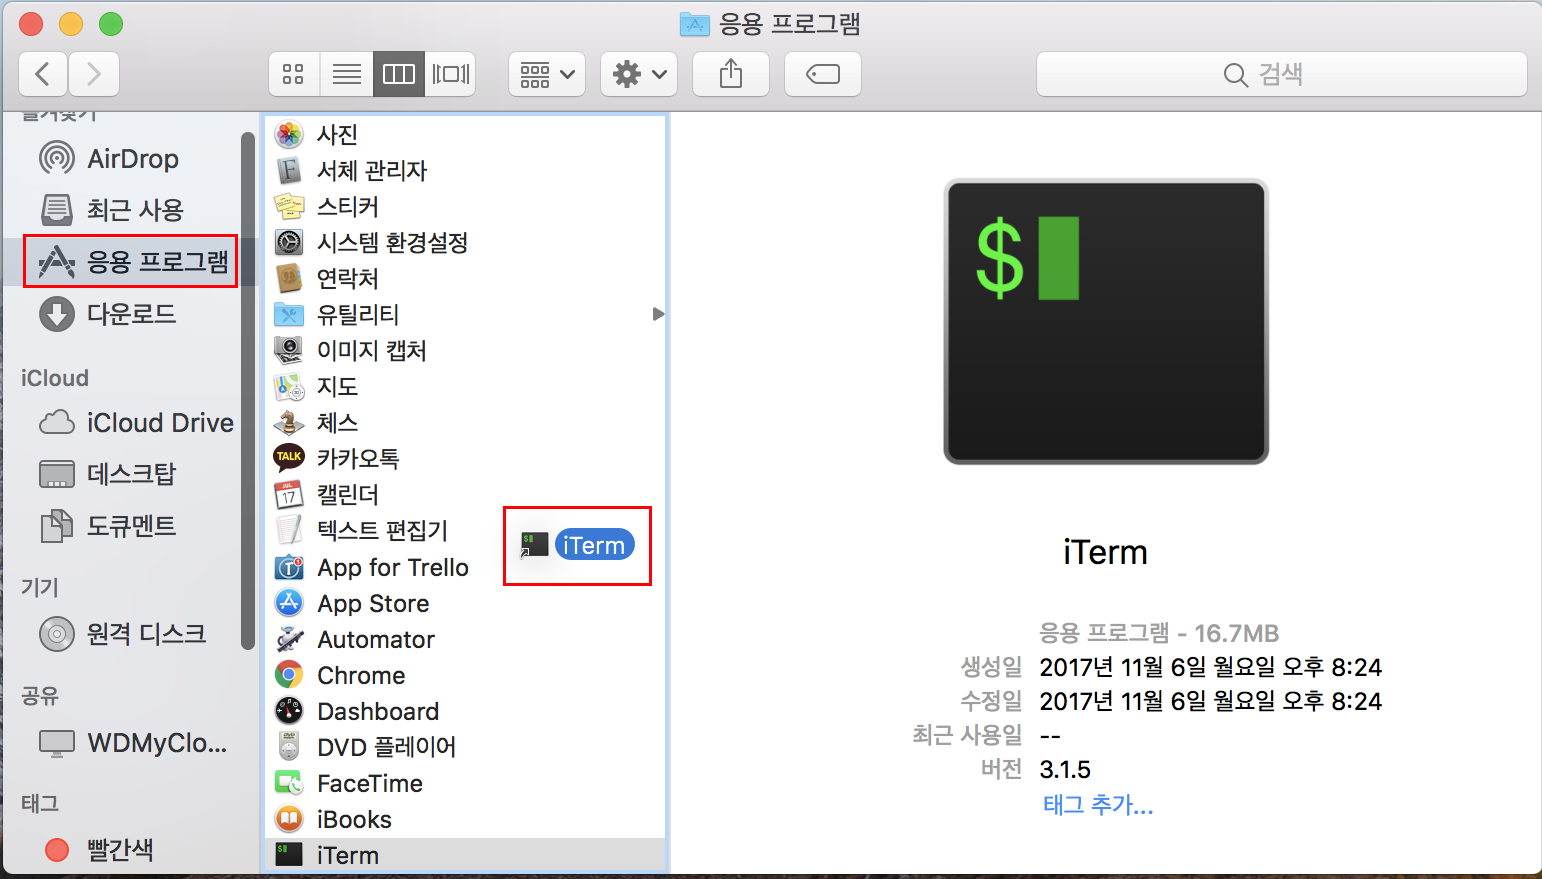 응용 프로그램
검색
즐겨찾기
AirDrop
최근 사용
응용 프로그램
다운로드
iCloud
iCloud Drive
데스크탑
도큐멘트
기기
원격 디스크
공유
WDMyClo...
태그
빨간색
사진
서체 관리자
스티커
시스템 환경설정
연락처
유틸리티
이미지 캡처
지도
체스
TALK
카카오톡
JUL
17
캘린더
텍스트 편집기
App for Trello
App Store
Automator
Chrome
Dashboard
DVD 플레이어
FaceTime
iBooks
iTerm
iTerm
$
iTerm
응용 프로그램 - 16.7MB
생성일 2017년 11월 6일 월요일 오후 8:24
수정일 2017년 11월 6일 월요일 오후 8:24
최근 사용일 --
버전 3.1.5
태그 추가...